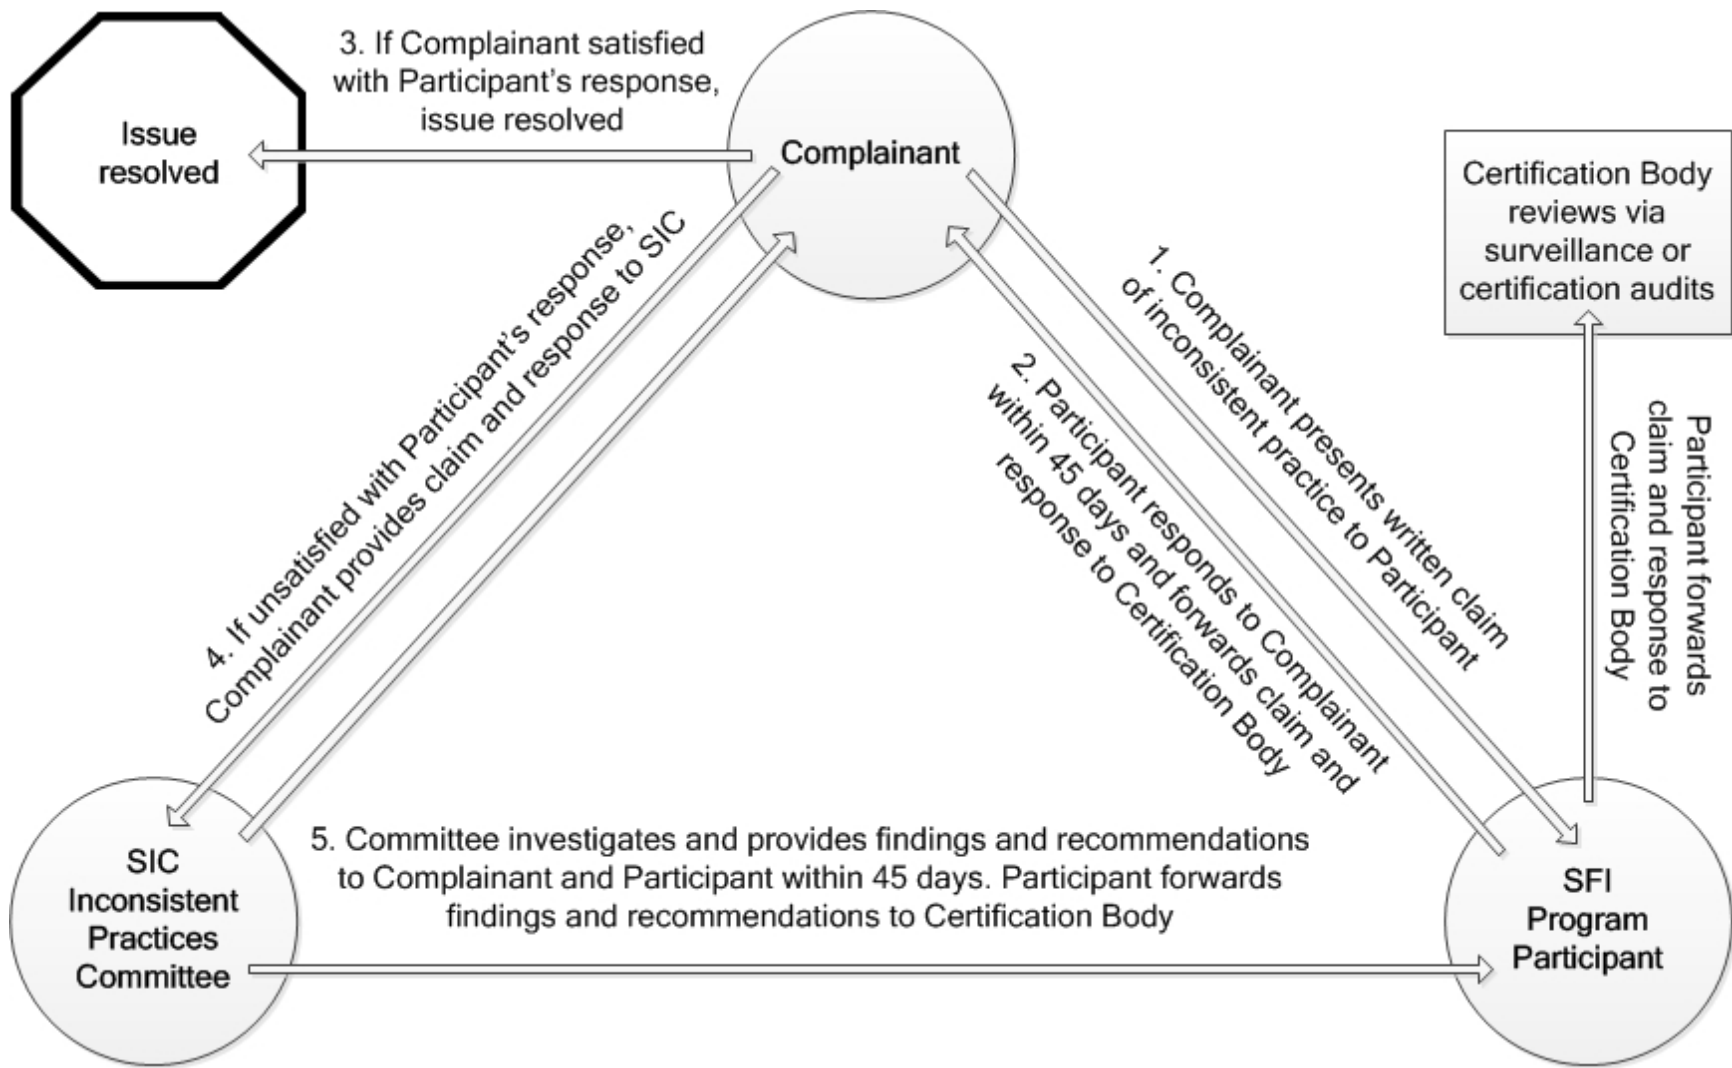 3. If Complainant satisfied
with Participant's response,
issue resolved
Issue
resolved
Complainant
Certification Body
reviews via
surveillance or
certification audits
1. Complainant presents written claim
of inconsistent practice to Participant
2. Participant responds to Complainant
within 45 days and forwards claim and
response to Certification Body
Participant forwards
claim and response to
Certification Body
4. If unsatisfied with Participant's response,
Complainant provides claim and response to SIC
5. Committee investigates and provides findings and recommendations
to Complainant and Participant within 45 days. Participant forwards
findings and recommendations to Certification Body
SIC
Inconsistent
Practices
Committee
SFI
Program
Participant